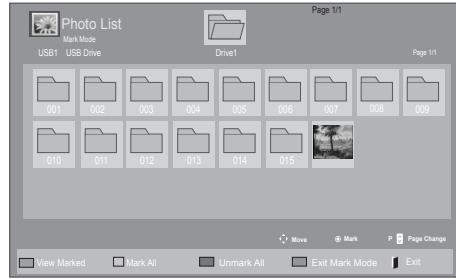 Page 1/1
Photo List
Mark Mode
USB1 USB Drive Drive1 Page 1/1
001 002 003 004 005 006 007 008 009
010 011 012 013 014 015
Move Mark P Page Change
View Marked Mark All Unmark All Exit Mark Mode Exit